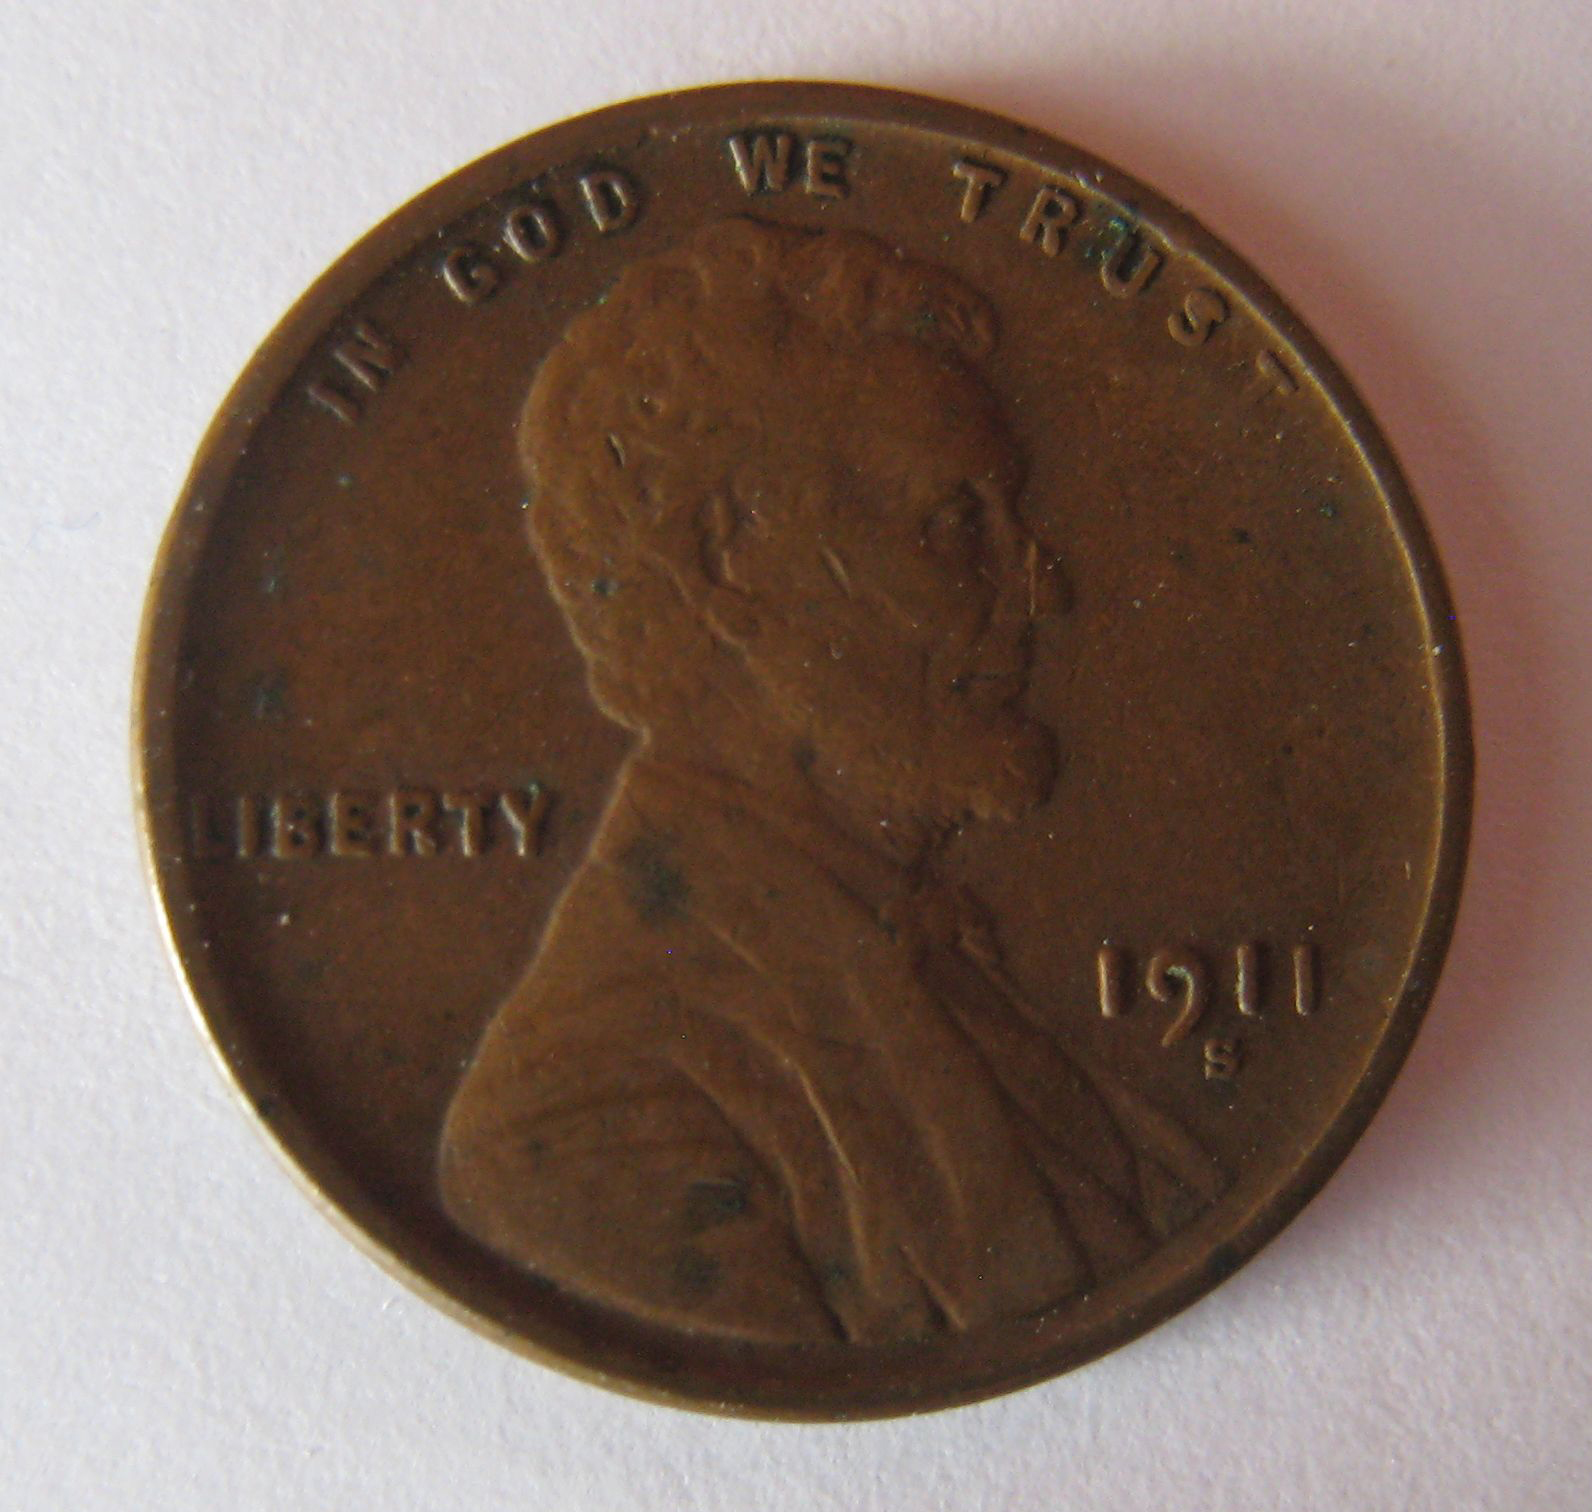 IN GOD WE TRUST
LIBERTY
1911
S